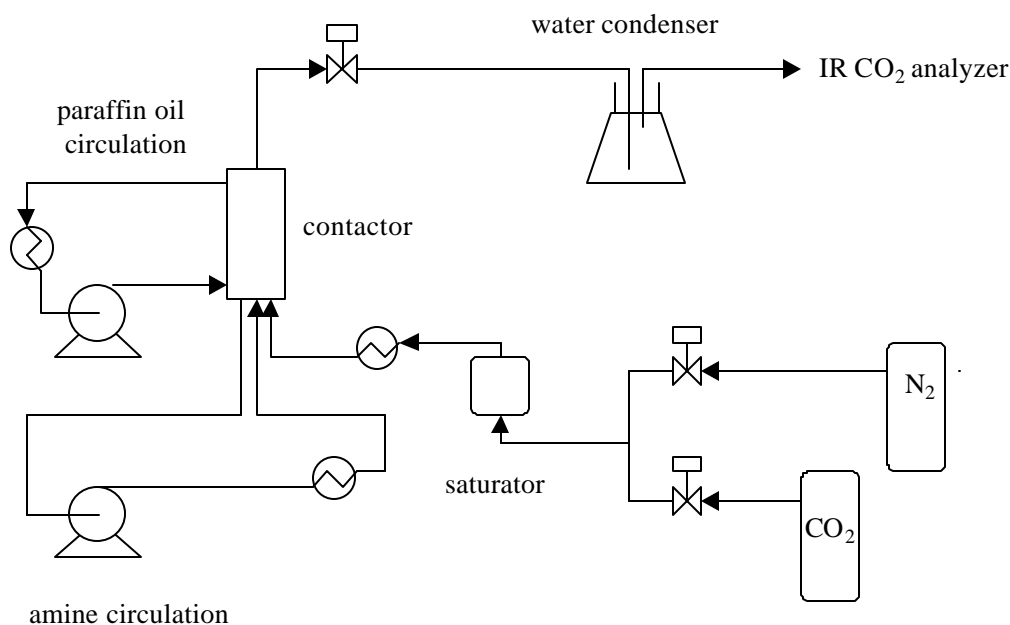 water condenser
IR CO₂ analyzer
paraffin oil
circulation
contactor
N₂
saturator
CO₂
amine circulation